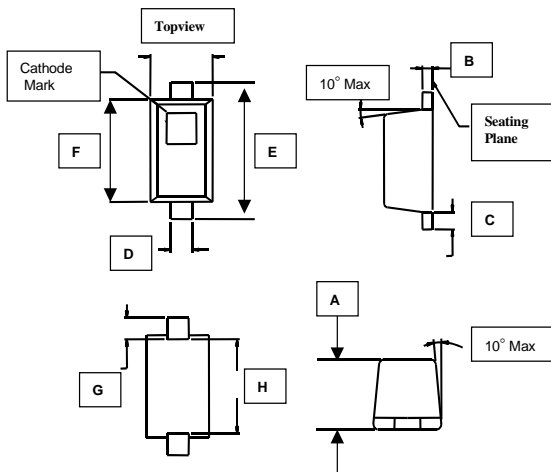 Topview
Cathode
Mark
F
E
D
B
10° Max
Seating
Plane
C
G
H
A
10° Max